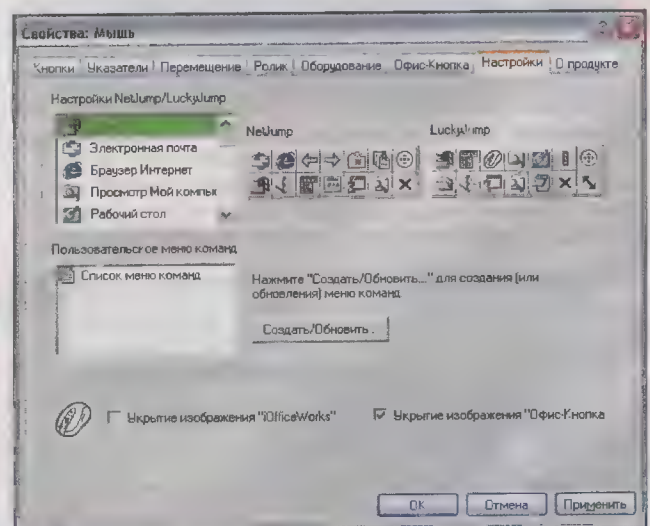 Свойства: Мышь
Кнопки Указатели Перемещение Ролик Оборудование Офис-Кнопка Настройки О продукте
Настройки NetJump/LuckyJump
Электронная почта
Браузер Интернет
Просмотр Мой компьк
Рабочий стол
NetJump
LuckyJump
Пользовательское меню команд
Список меню команд
Нажмите "Создать/Обновить..." для создания (или
обновления) меню команд
Создать/Обновить...
Укрытие изображения "iOfficeWorks"
Укрытие изображения "Офис-Кнопка
ОК
Отмена
Применить